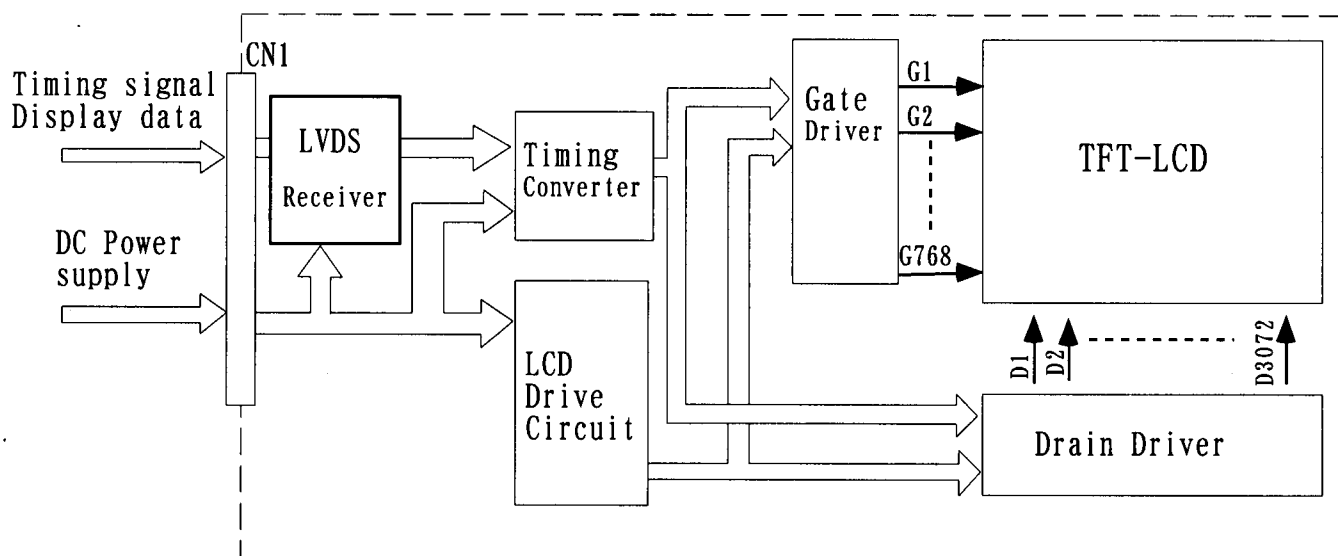 CN1
Timing signal
Display data
DC Power
supply
LVDS
Receiver
Timing
Converter
LCD
Drive
Circuit
Gate
Driver
G1
G2
G768
TFT-LCD
D1
D2
D3072
Drain Driver